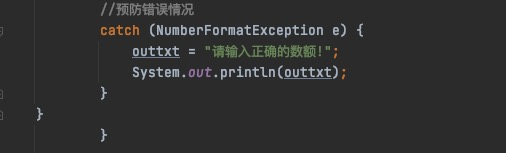 //预防错误情况
catch (NumberFormatException e) {
outtxt = "请输入正确的数额!";
System.out.println(outtxt);
}
}
}